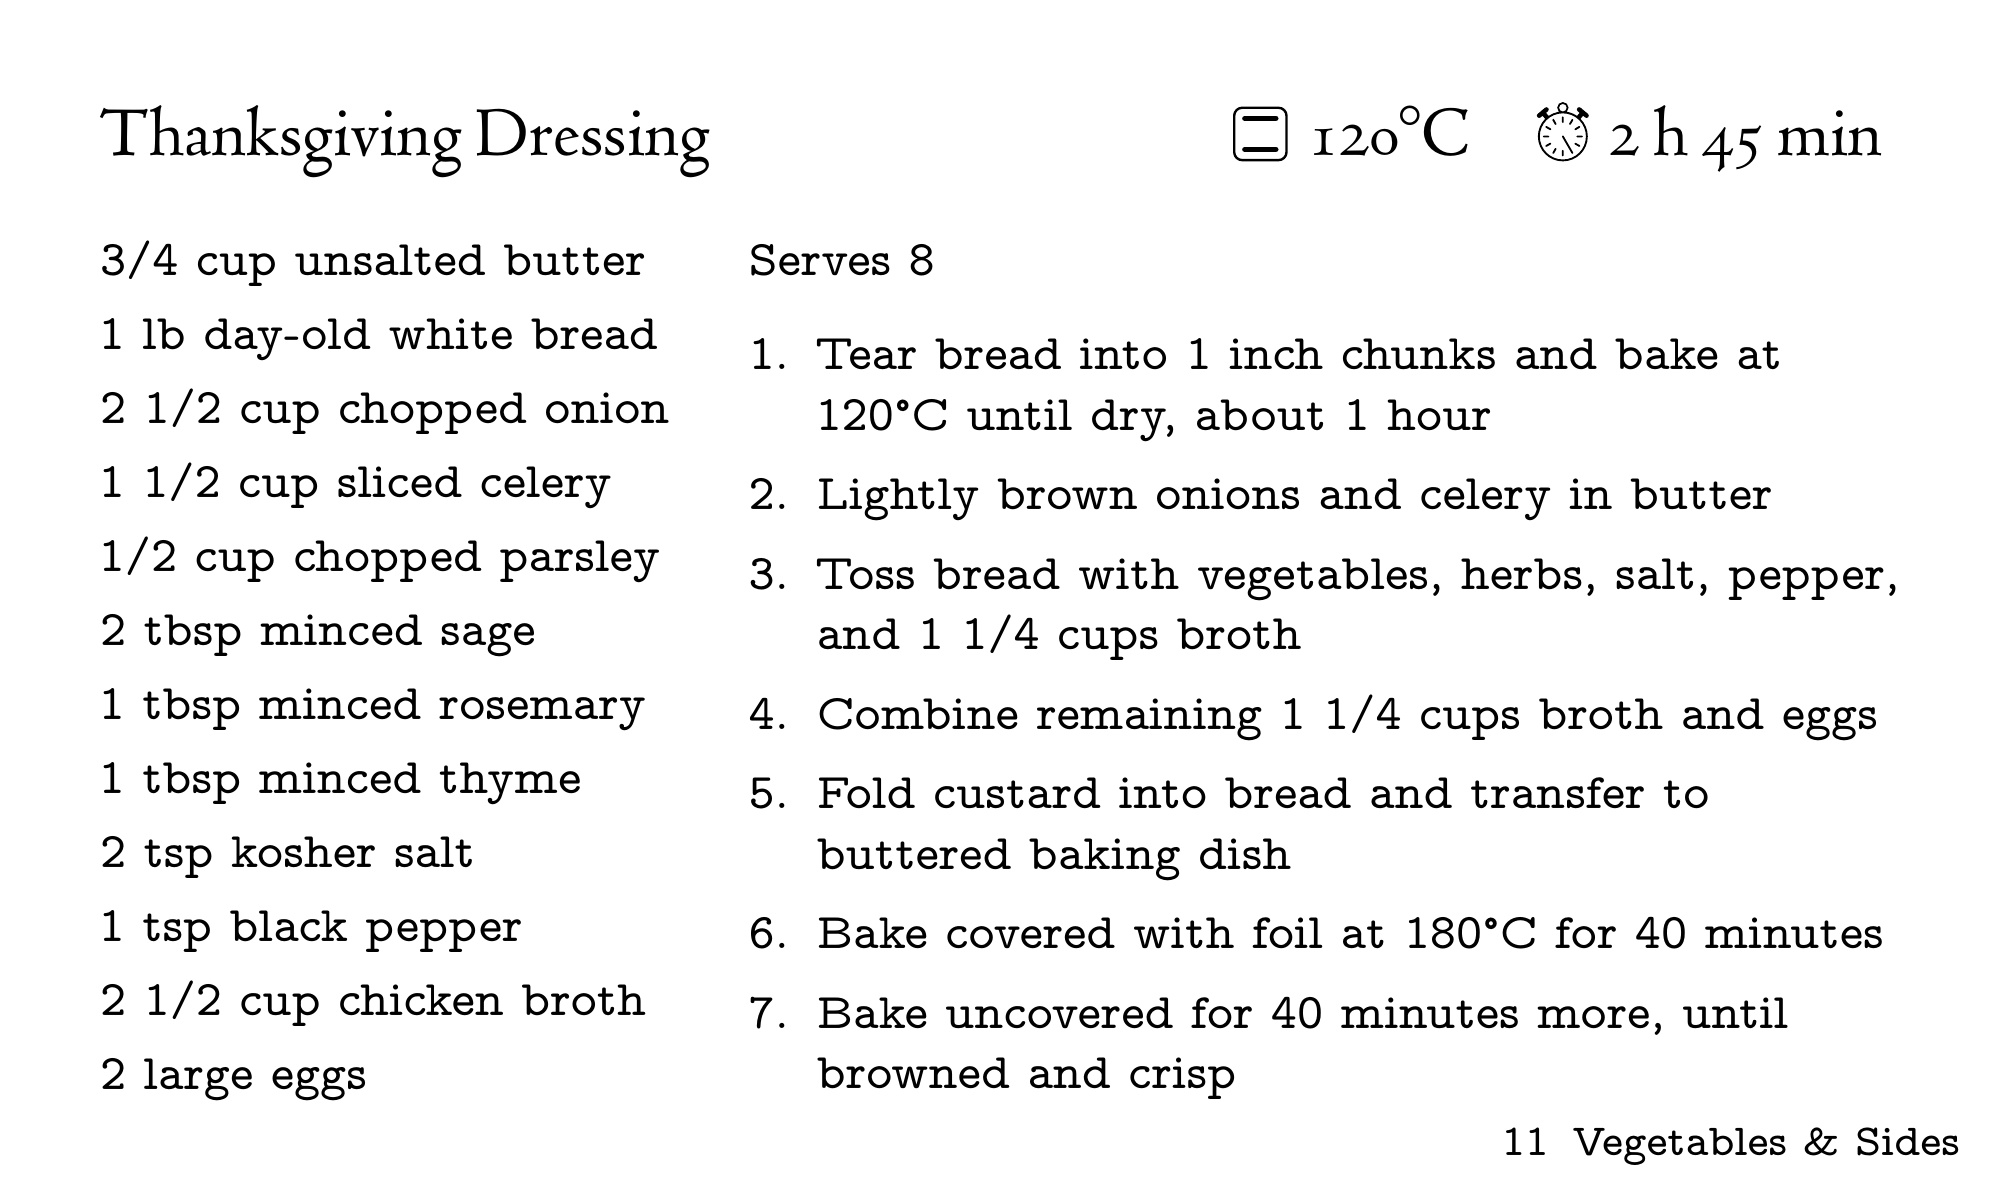 Thanksgiving Dressing
120°C 2 h 45 min
3/4 cup unsalted butter
1 lb day-old white bread
2 1/2 cup chopped onion
1 1/2 cup sliced celery
1/2 cup chopped parsley
2 tbsp minced sage
1 tbsp minced rosemary
1 tbsp minced thyme
2 tsp kosher salt
1 tsp black pepper
2 1/2 cup chicken broth
2 large eggs
Serves 8
1. Tear bread into 1 inch chunks and bake at
120°C until dry, about 1 hour
2. Lightly brown onions and celery in butter
3. Toss bread with vegetables, herbs, salt, pepper,
and 1 1/4 cups broth
4. Combine remaining 1 1/4 cups broth and eggs
5. Fold custard into bread and transfer to
buttered baking dish
6. Bake covered with foil at 180°C for 40 minutes
7. Bake uncovered for 40 minutes more, until
browned and crisp
11 Vegetables & Sides